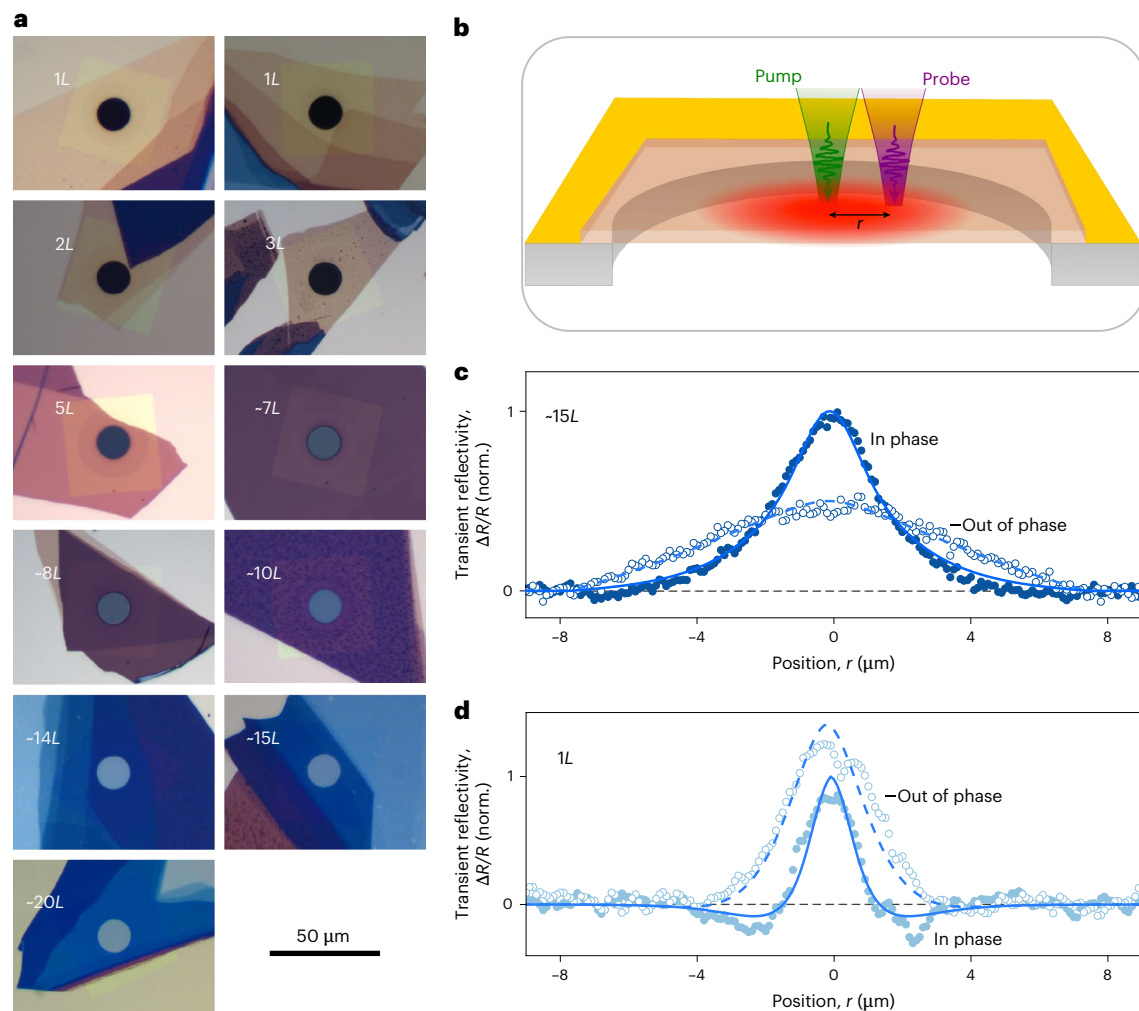 a
1L
1L
2L
3L
5L
~7L
~8L
~10L
~14L
~15L
~20L
50 μm
b
Pump
Probe
r
c
Transient reflectivity,
ΔR/R (norm.)
1
0
~15L
In phase
Out of phase
−8
−4
0
4
8
Position, r (μm)
d
Transient reflectivity,
ΔR/R (norm.)
1
0
1L
Out of phase
In phase
−8
−4
0
4
8
Position, r (μm)